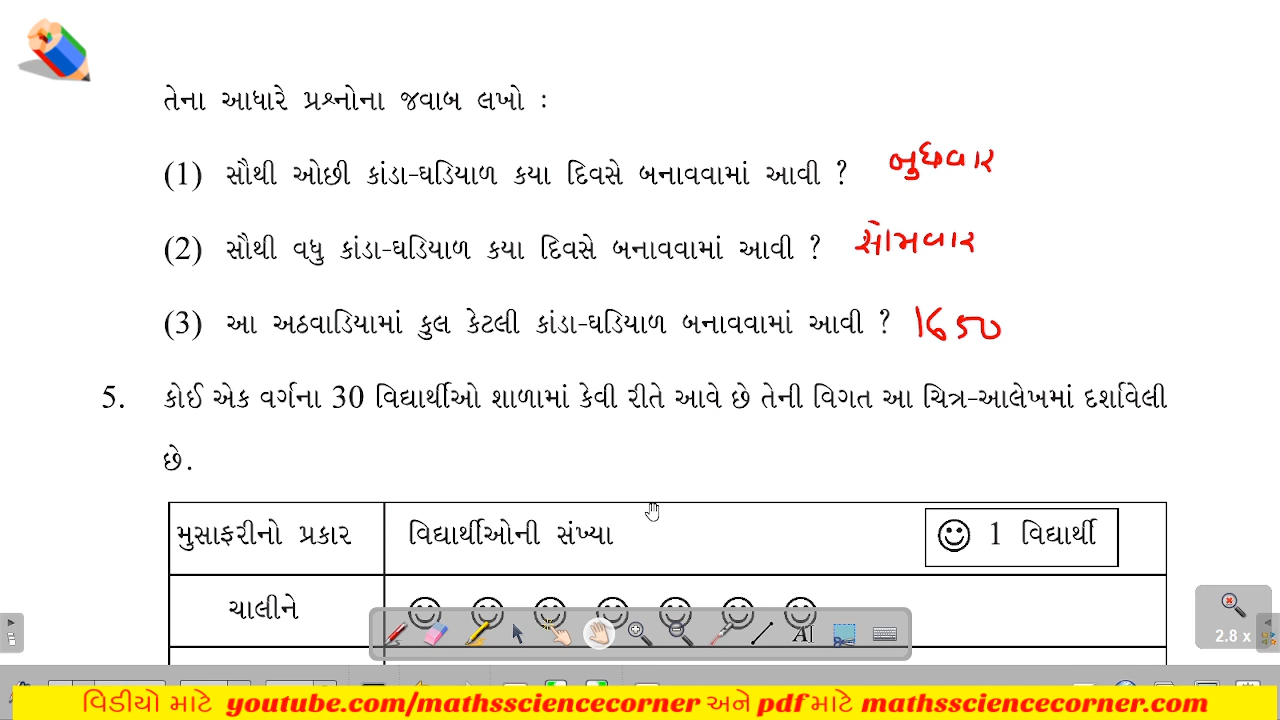 તેના આધારે પ્રશ્નોના જવાબ લખો :
(1) સૌથી ઓછી કાંડા-ઘડિયાળ કયા દિવસે બનાવવામાં આવી ? બુધવાર
(2) સૌથી વધુ કાંડા-ઘડિયાળ કયા દિવસે બનાવવામાં આવી ? સોમવાર
(3) આ અઠવાડિયામાં કુલ કેટલી કાંડા-ઘડિયાળ બનાવવામાં આવી ? 1650
5. કોઈ એક વર્ગના 30 વિદ્યાર્થીઓ શાળામાં કેવી રીતે આવે છે તેની વિગત આ ચિત્ર-આલેખમાં દર્શાવેલી
છે.
મુસાફરીનો પ્રકાર વિદ્યાર્થીઓની સંખ્યા 1 વિદ્યાર્થી
ચાલીને
AI
2.8 x
વિડીયો માટે youtube.com/mathssciencecorner અને pdf માટે mathssciencecorner.com